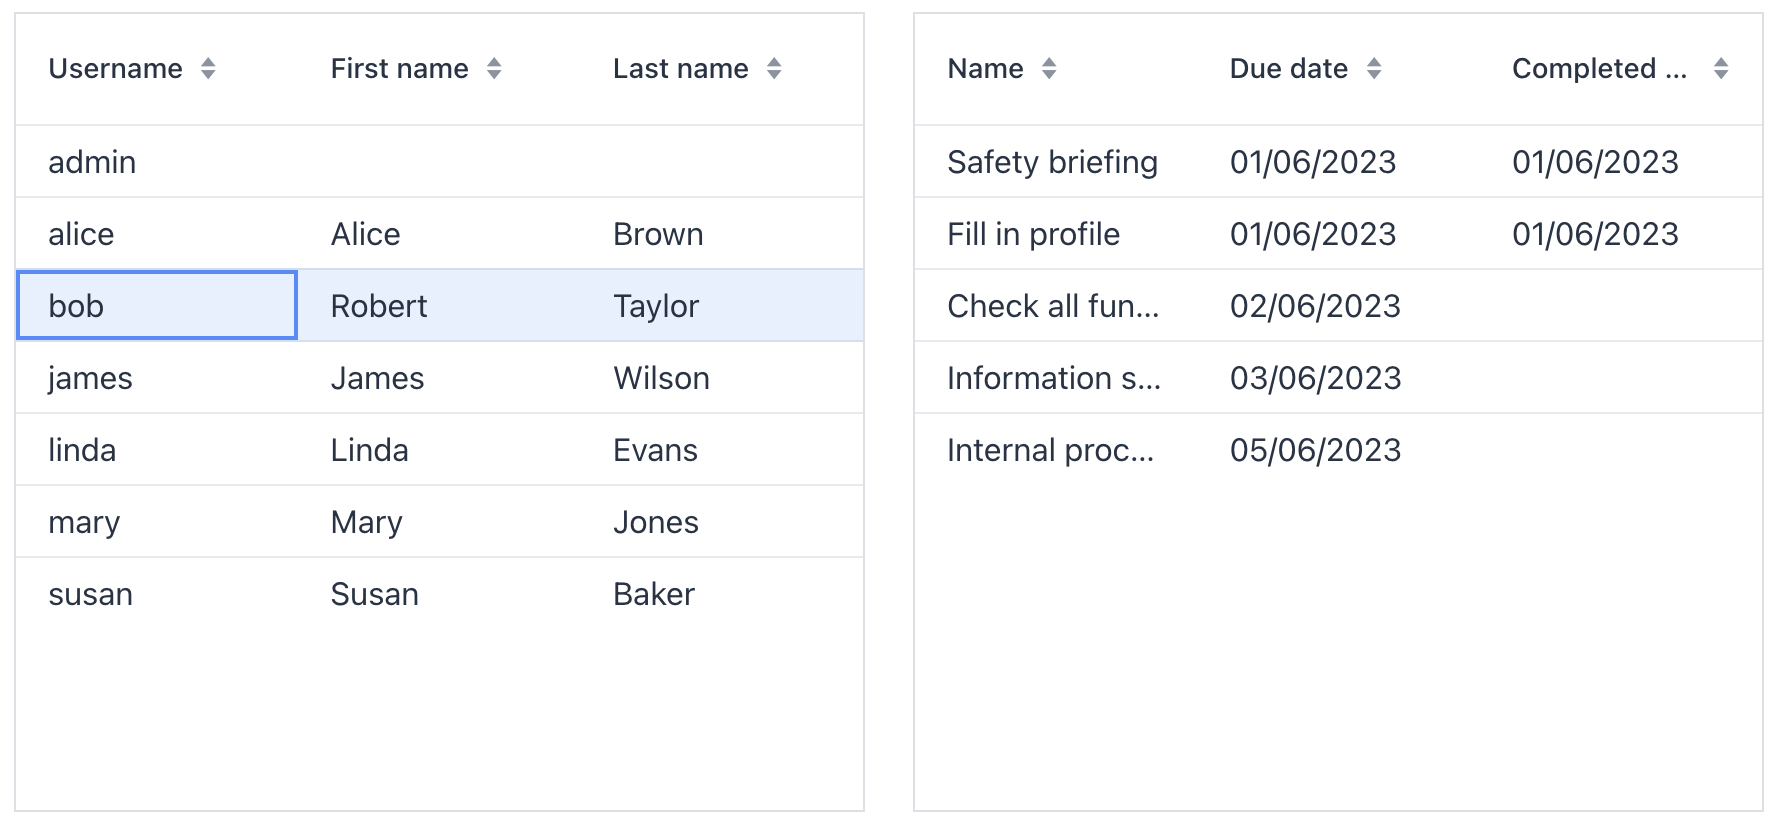 Username First name Last name
admin
alice Alice Brown
bob Robert Taylor
james James Wilson
linda Linda Evans
mary Mary Jones
susan Susan Baker
Name Due date Completed ...
Safety briefing 01/06/2023 01/06/2023
Fill in profile 01/06/2023 01/06/2023
Check all fun... 02/06/2023
Information s... 03/06/2023
Internal proc... 05/06/2023